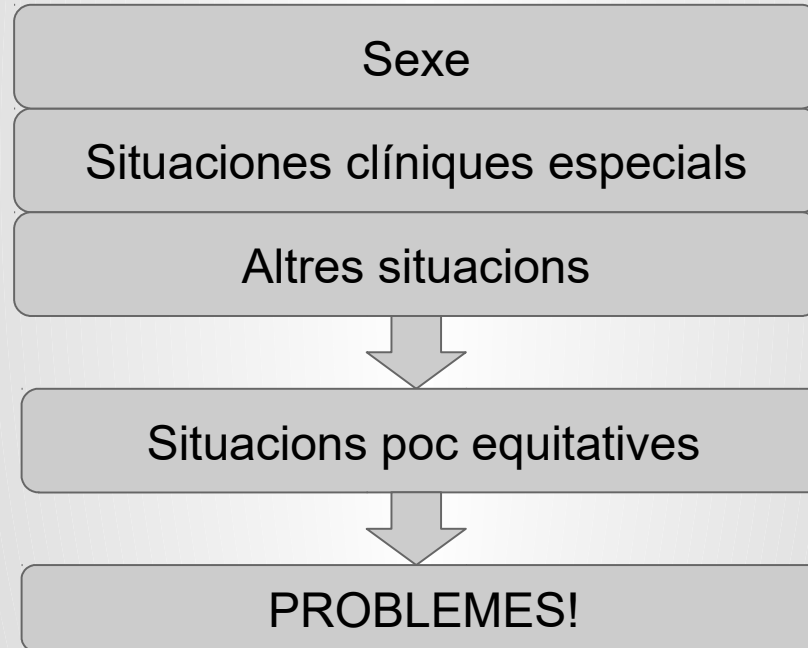 Sexe
Situaciones clíniques especials
Altres situacions
Situacions poc equitatives
PROBLEMES!